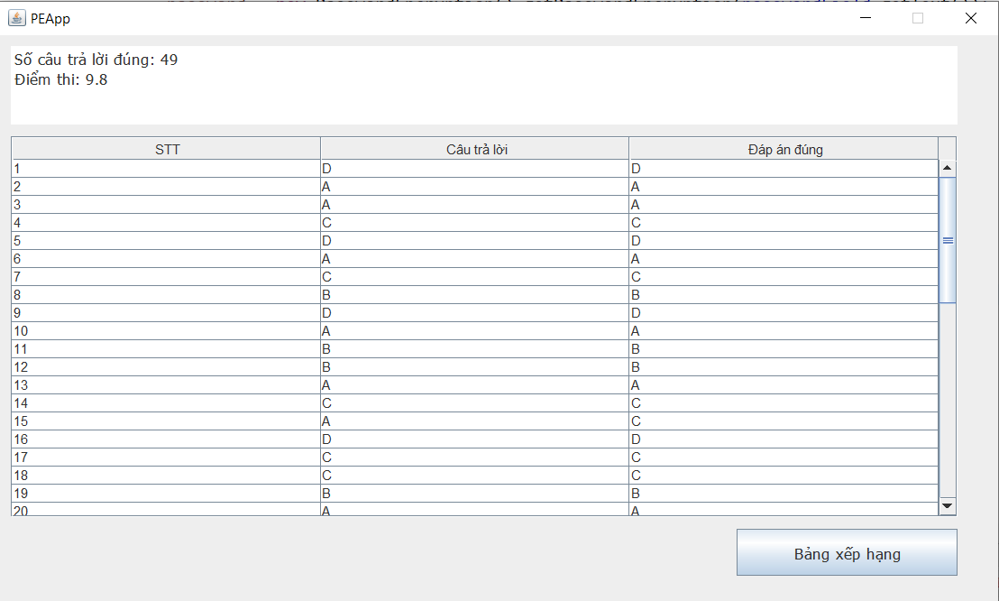 PEApp
Số câu trả lời đúng: 49
Điểm thi: 9.8
STT Câu trả lời Đáp án đúng
1 D D
2 A A
3 A A
4 C C
5 D D
6 A A
7 C C
8 B B
9 D D
10 A A
11 B B
12 B B
13 A A
14 C C
15 A C
16 D D
17 C C
18 C C
19 B B
20 A A
Bảng xếp hạng